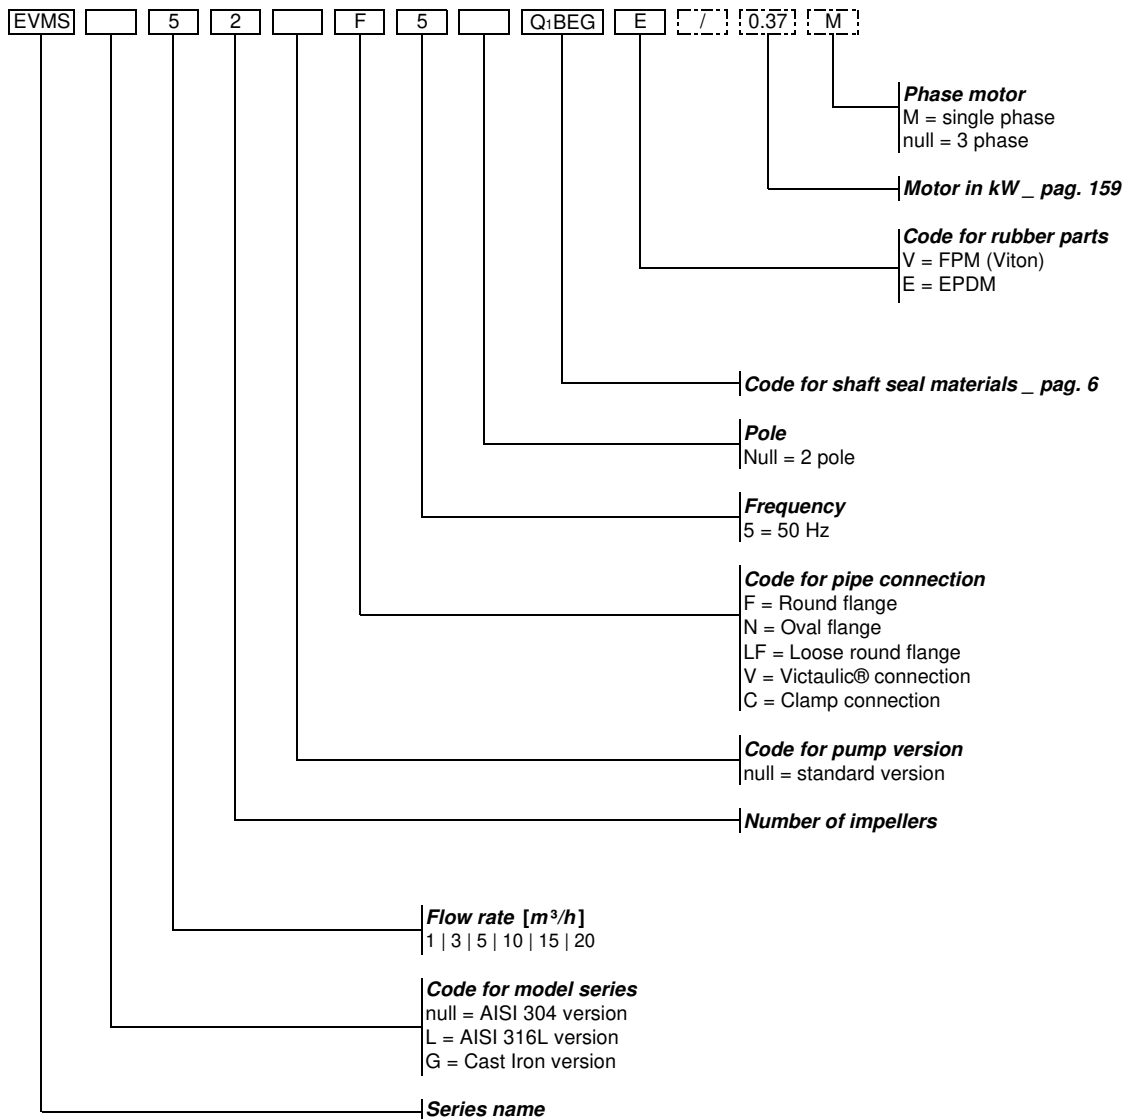 EVMS 5 2 F 5 Q1BEG E / 0.37 M
Phase motor
M = single phase
null = 3 phase
Motor in kW _ pag. 159
Code for rubber parts
V = FPM (Viton)
E = EPDM
Code for shaft seal materials _ pag. 6
Pole
Null = 2 pole
Frequency
5 = 50 Hz
Code for pipe connection
F = Round flange
N = Oval flange
LF = Loose round flange
V = Victaulic® connection
C = Clamp connection
Code for pump version
null = standard version
Number of impellers
Flow rate [m³/h]
1 | 3 | 5 | 10 | 15 | 20
Code for model series
null = AISI 304 version
L = AISI 316L version
G = Cast Iron version
Series name